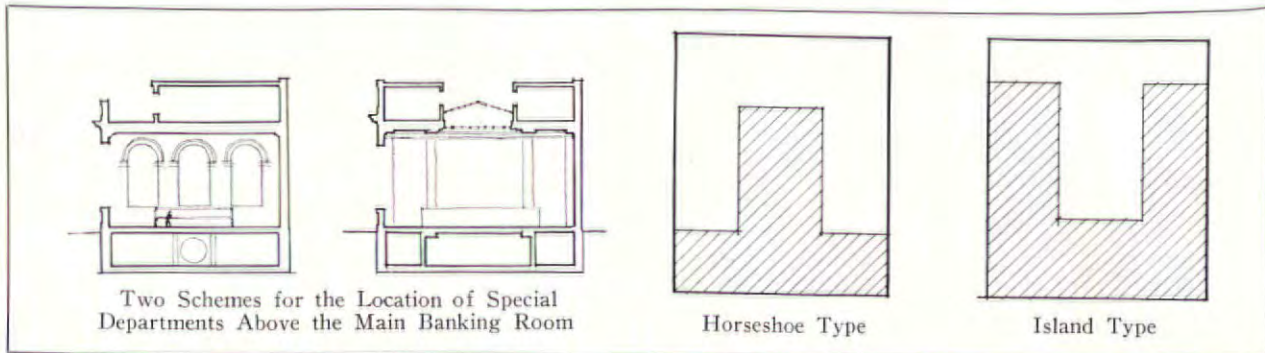 Two Schemes for the Location of Special
Departments Above the Main Banking Room
Horseshoe Type
Island Type